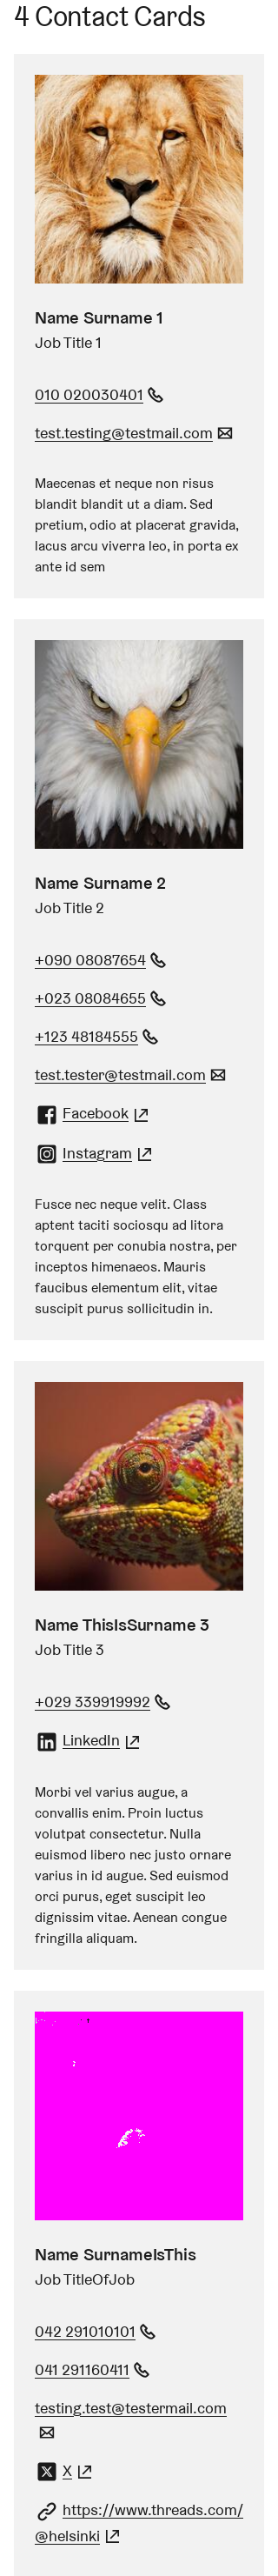 4 Contact Cards
Name Surname 1
Job Title 1
010 020030401
test.testing@testmail.com
Maecenas et neque non risus
blandit blandit ut a diam. Sed
pretium, odio at placerat gravida,
lacus arcu viverra leo, in porta ex
ante id sem
Name Surname 2
Job Title 2
+090 08087654
+023 08084655
+123 48184555
test.tester@testmail.com
Facebook
Instagram
Fusce nec neque velit. Class
aptent taciti sociosqu ad litora
torquent per conubia nostra, per
inceptos himenaeos. Mauris
faucibus elementum elit, vitae
suscipit purus sollicitudin in.
Name ThisIsSurname 3
Job Title 3
+029 339919992
LinkedIn
Morbi vel varius augue, a
convallis enim. Proin luctus
volutpat consectetur. Nulla
euismod libero nec justo ornare
varius in id augue. Sed euismod
orci purus, eget suscipit leo
dignissim vitae. Aenean congue
fringilla aliquam.
Name SurnameIsThis
Job TitleOfJob
042 291010101
041 291160411
testing.test@testermail.com
X
https://www.threads.com/
@helsinki